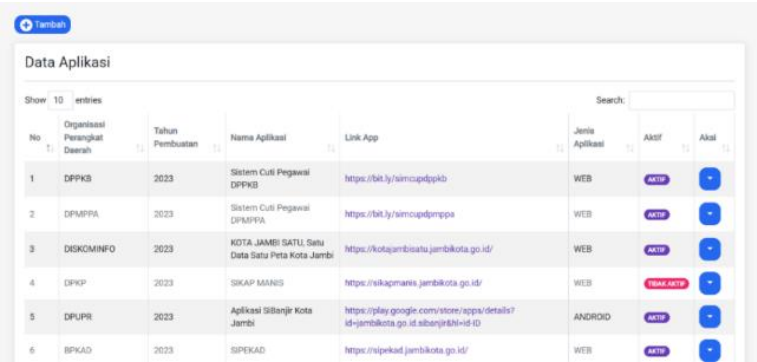 Tambah
Data Aplikasi
Show 10 entries
Search:
No
Organisasi Perangkat Daerah
Tahun Pembuatan
Nama Aplikasi
Link App
Jenis Aplikasi
Aktif
Aksi
1 DPPKB 2023 Sistem Cuti Pegawai DPPKB https://bit.ly/simcupdppkb WEB AKTIF
2 DPMPPA 2023 Sistem Cuti Pegawai DPMPPA https://bit.ly/simcupdpmppa WEB AKTIF
3 DISKOMINFO 2023 KOTA JAMBI SATU, Satu Data Satu Peta Kota Jambi https://kotajambisatu.jambikota.go.id/ WEB AKTIF
4 DPKP 2023 SIKAP MANIS https://sikapmanis.jambikota.go.id/ WEB TIDAK AKTIF
5 DPUPR 2023 Aplikasi SiBanjir Kota Jambi https://play.google.com/store/apps/details?id=jambikota.go.id.sibanjir&hl=id-ID ANDROID AKTIF
6 BPKAD 2023 SIPEKAD https://sipekad.jambikota.go.id/ WEB AKTIF